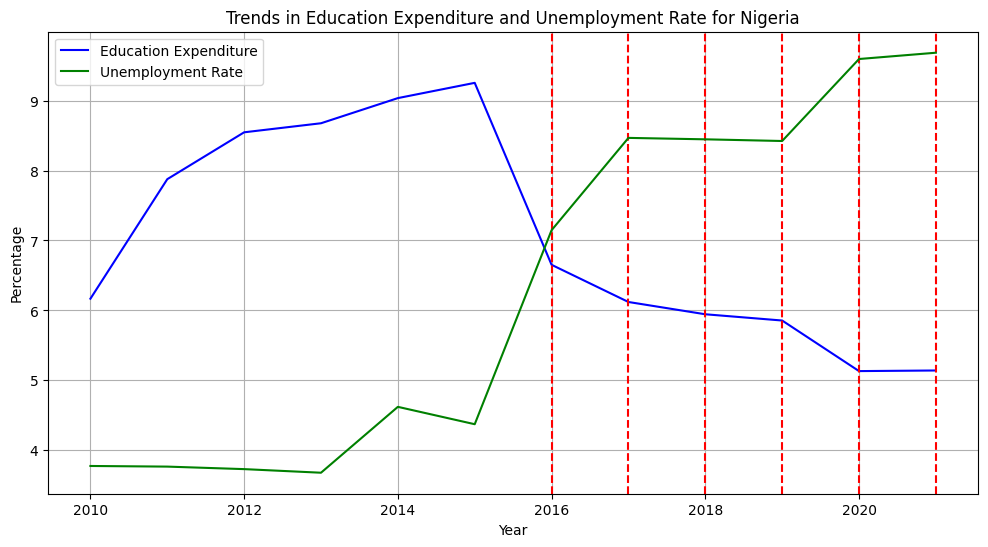 Trends in Education Expenditure and Unemployment Rate for Nigeria
Education Expenditure
Unemployment Rate
Percentage
9
8
7
6
5
4
2010 2012 2014 2016 2018 2020
Year